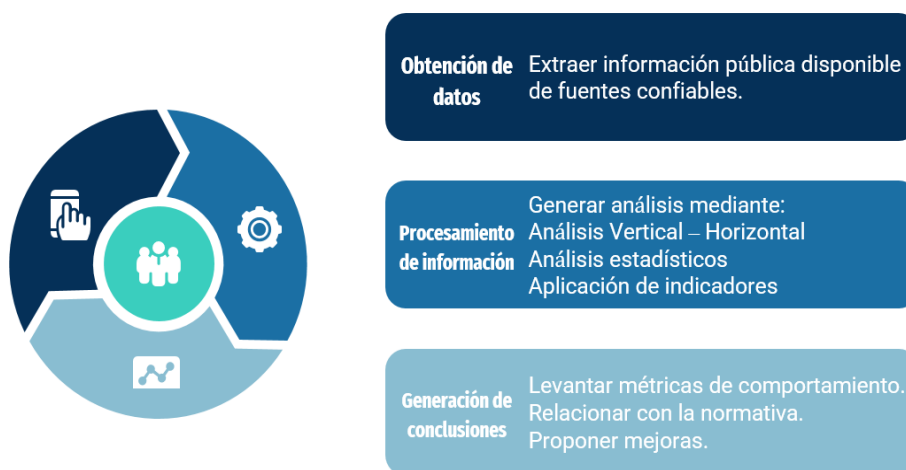 Obtención de
datos
Extraer información pública disponible
de fuentes confiables.
Procesamiento
de información
Generar análisis mediante:
Análisis Vertical – Horizontal
Análisis estadísticos
Aplicación de indicadores
Generación de
conclusiones
Levantar métricas de comportamiento.
Relacionar con la normativa.
Proponer mejoras.